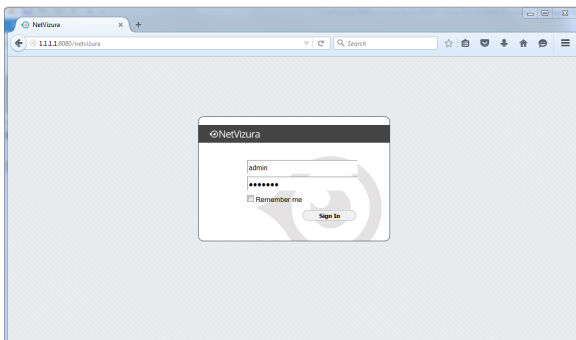 NetVizura
1.1.1.1:8080/netvizura
Search
NetVizura
admin
Remember me
Sign In